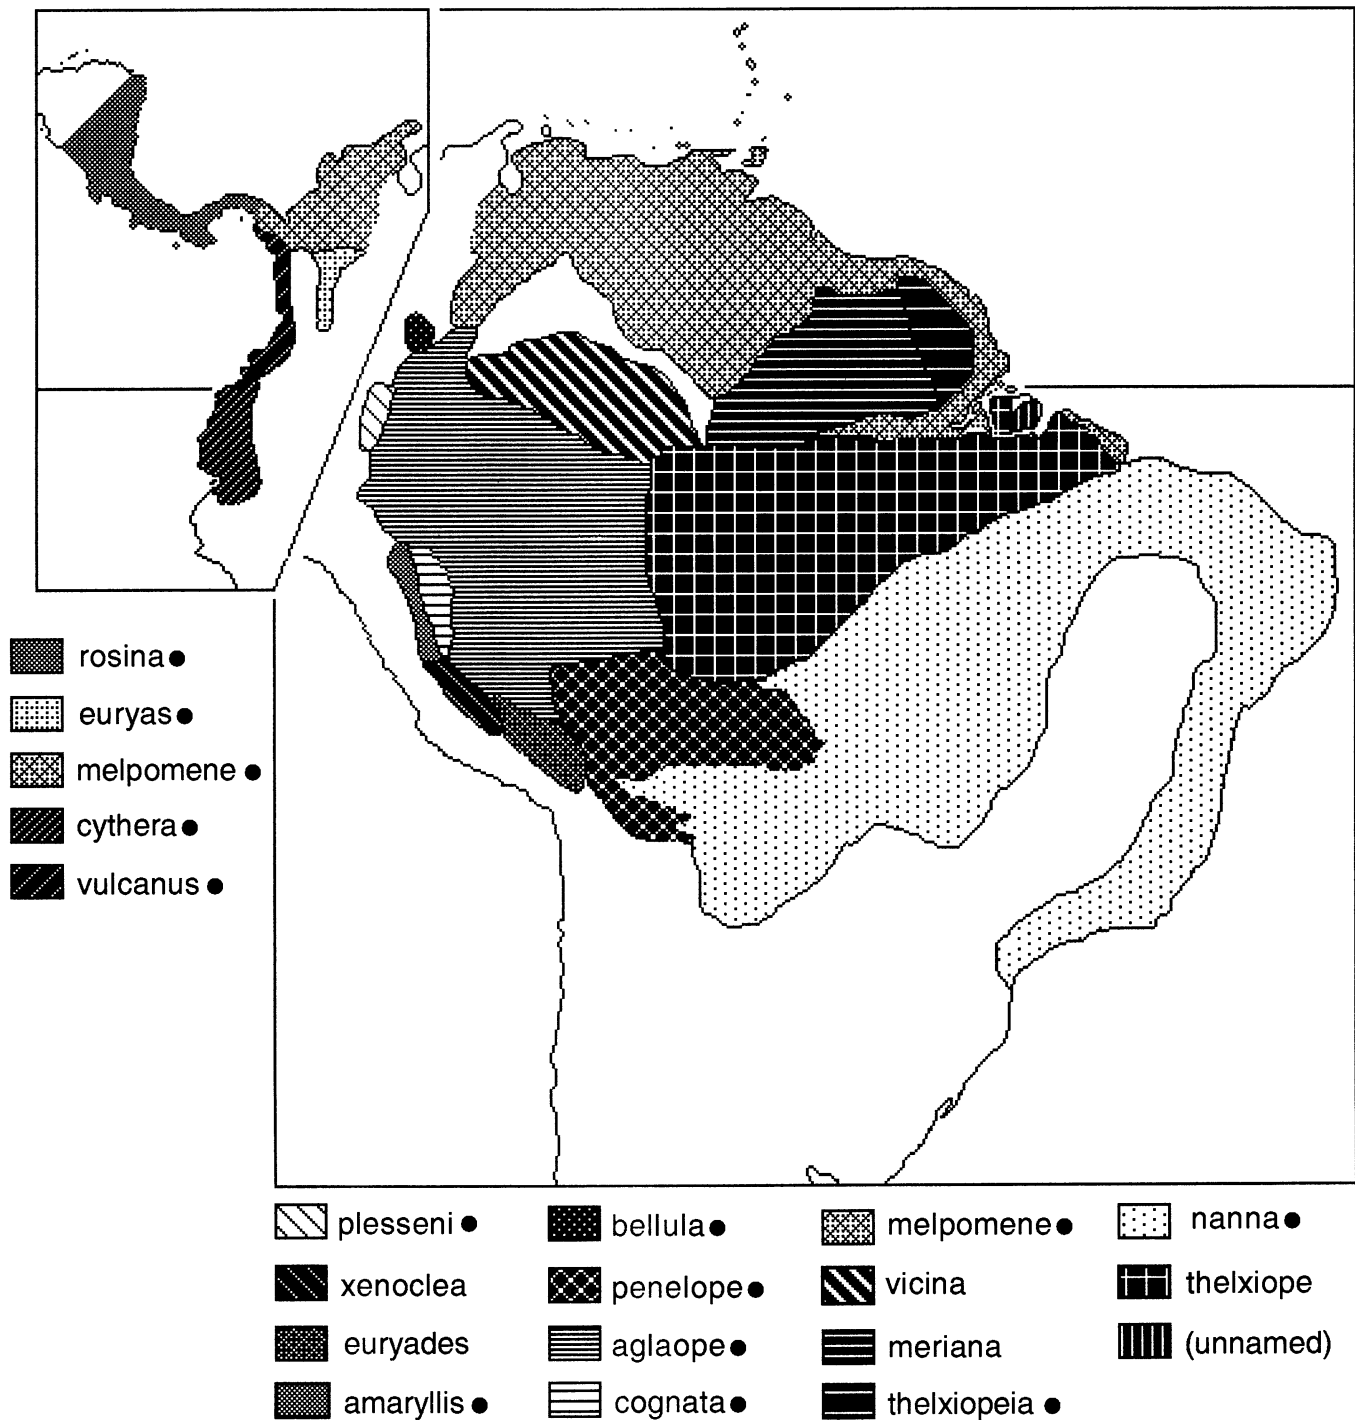 rosina ●
euryas ●
melpomene ●
cythera ●
vulcanus ●
plesseni ● bellula ● melpomene ● nanna ●
xenoclea penelope ● vicina thelxiope
euryades aglaope ● meriana (unnamed)
amaryllis ● cognata ● thelxiopeia ●